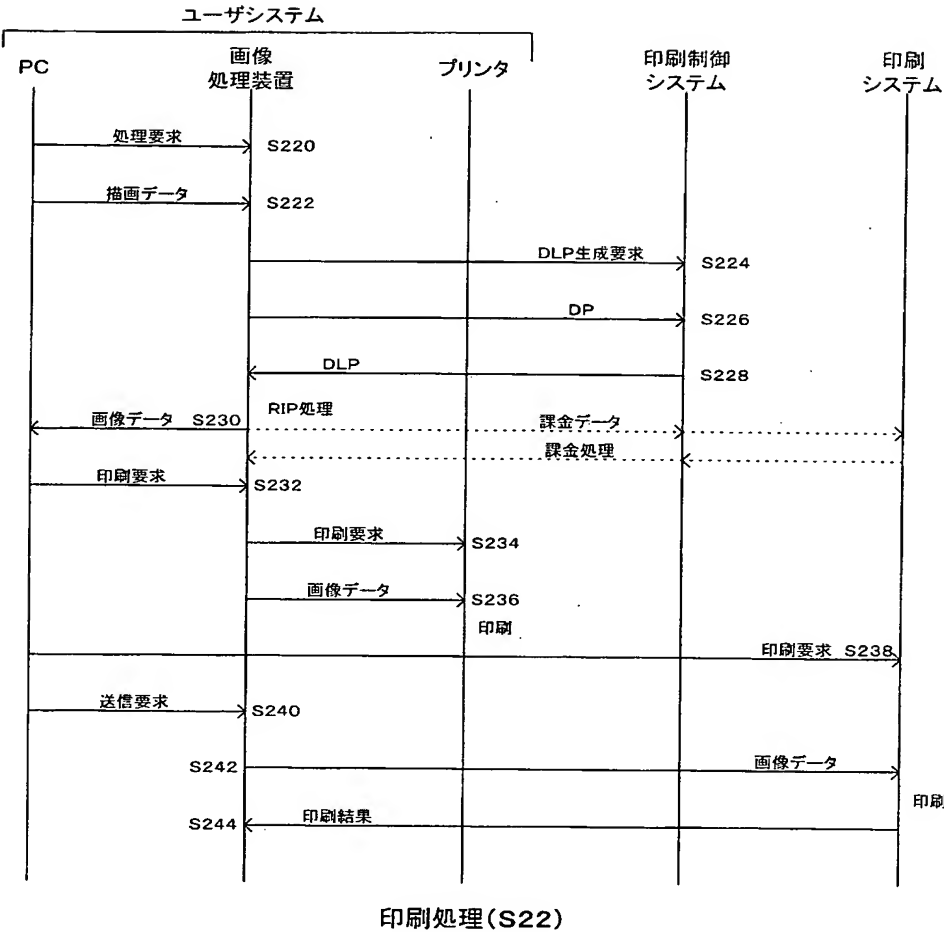 ユーザシステム
PC
画像
処理装置
プリンタ
印刷制御
システム
印刷
システム
処理要求
S220
描画データ
S222
DLP生成要求
S224
DP
S226
DLP
S228
RIP処理
画像データ S230
課金データ
課金処理
印刷要求
S232
印刷要求
S234
画像データ
S236
印刷
印刷要求 S238
送信要求
S240
S242
画像データ
印刷
S244
印刷結果
印刷処理(S22)